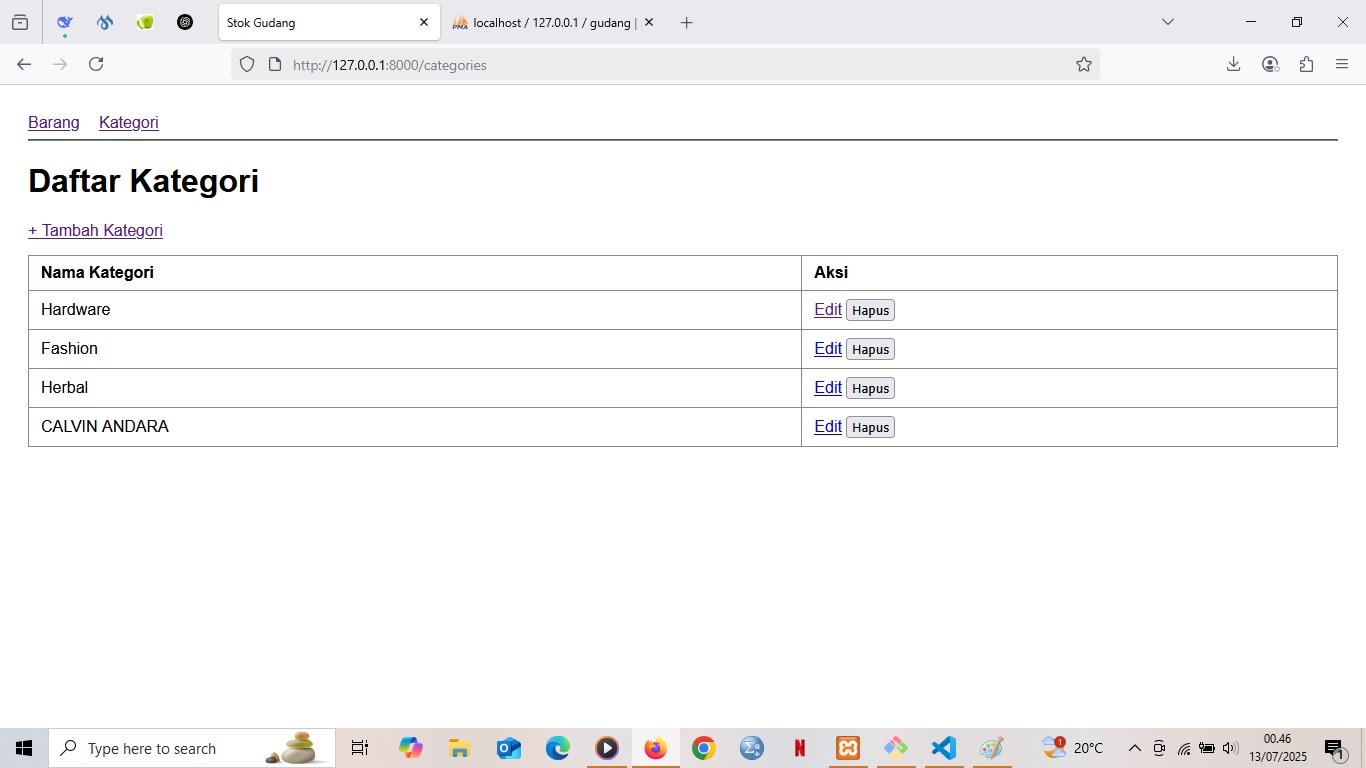 Stok Gudang
localhost / 127.0.0.1 / gudang |
http://127.0.0.1:8000/categories
Barang Kategori
Daftar Kategori
+ Tambah Kategori
Nama Kategori Aksi
Hardware Edit Hapus
Fashion Edit Hapus
Herbal Edit Hapus
CALVIN ANDARA Edit Hapus
Type here to search
1
20°C
00.46
13/07/2025
1